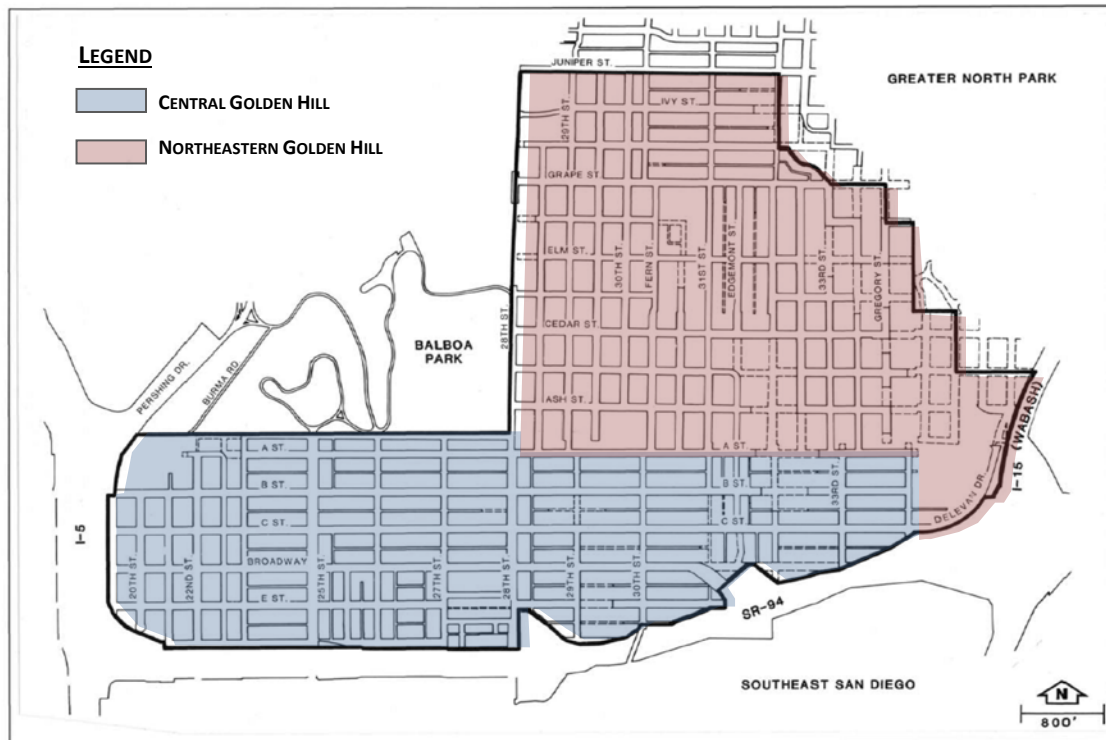 LEGEND
CENTRAL GOLDEN HILL
NORTHEASTERN GOLDEN HILL
JUNIPER ST.
GREATER NORTH PARK
IVY ST.
29TH ST.
GRAPE ST.
ELM ST.
30TH ST.
FERN ST.
31ST ST.
EDGEMONT ST.
33RD ST.
GREGORY ST.
28TH ST.
CEDAR ST.
BALBOA
PARK
PERSHING DR.
BURMA RD
ASH ST.
A ST.
A ST.
I-15 (WABASH)
B ST.
B ST.
33RD ST.
I-5
C ST.
C ST.
DELEVAN DR.
BROADWAY
20TH ST.
22ND ST.
25TH ST.
27TH ST.
28TH ST.
29TH ST.
30TH ST.
E ST.
SR-94
SOUTHEAST SAN DIEGO
N
800'